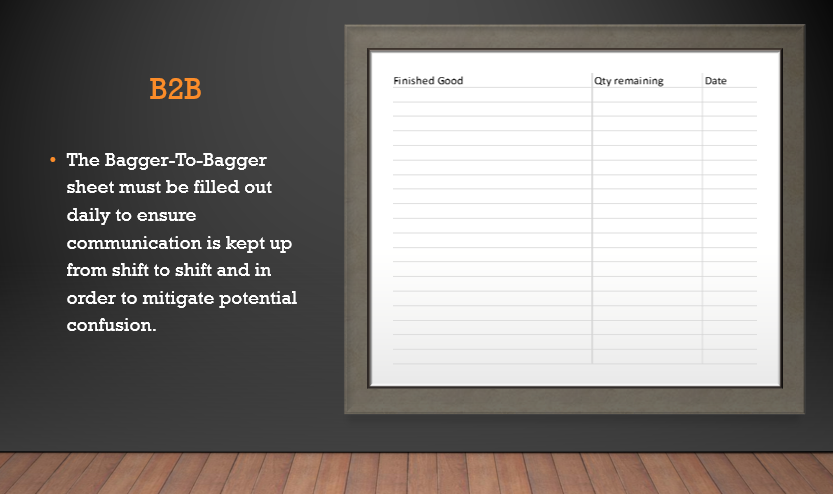 B2B
• The Bagger-To-Bagger
sheet must be filled out
daily to ensure
communication is kept up
from shift to shift and in
order to mitigate potential
confusion.
Finished Good Qty remaining Date